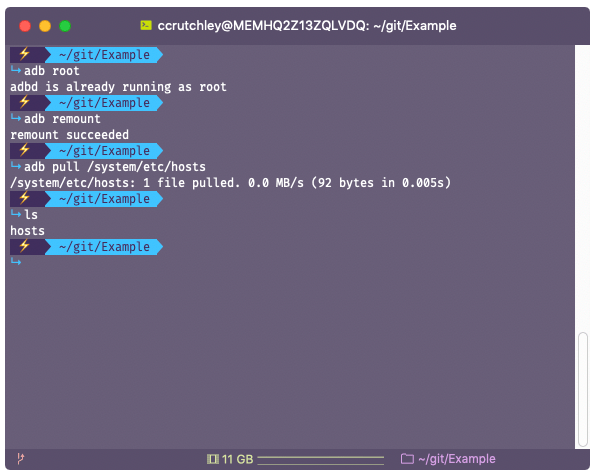 ccrutchley@MEMHQ2Z13ZQLVDQ: ~/git/Example
⚡ ~/git/Example
↪ adb root
adbd is already running as root
⚡ ~/git/Example
↪ adb remount
remount succeeded
⚡ ~/git/Example
↪ adb pull /system/etc/hosts
/system/etc/hosts: 1 file pulled. 0.0 MB/s (92 bytes in 0.005s)
⚡ ~/git/Example
↪ ls
hosts
⚡ ~/git/Example
↪
11 GB ~/git/Example